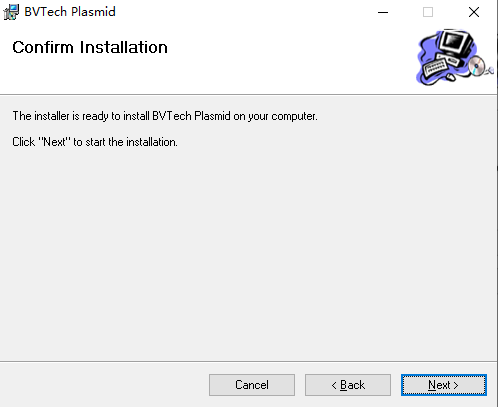 BVTech Plasmid
Confirm Installation
The installer is ready to install BVTech Plasmid on your computer.
Click "Next" to start the installation.
Cancel
< Back
Next >